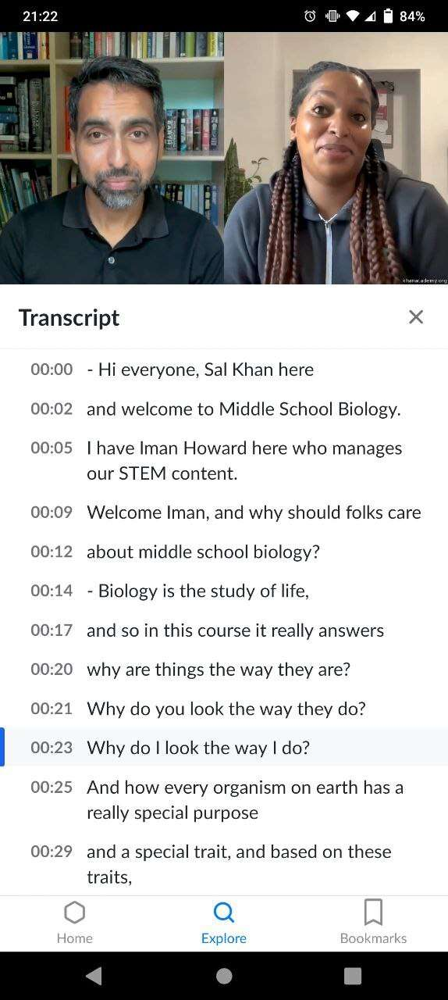 21:22
84%
khanacademy.org
Transcript
00:00 - Hi everyone, Sal Khan here
00:02 and welcome to Middle School Biology.
00:05 I have Iman Howard here who manages
our STEM content.
00:09 Welcome Iman, and why should folks care
00:12 about middle school biology?
00:14 - Biology is the study of life,
00:17 and so in this course it really answers
00:20 why are things the way they are?
00:21 Why do you look the way they do?
00:23 Why do I look the way I do?
00:25 And how every organism on earth has a
really special purpose
00:29 and a special trait, and based on these
traits,
Home Explore Bookmarks